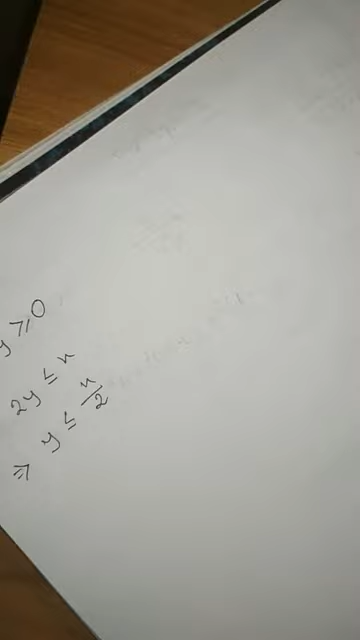 y ≥ 0
2y ≤ x
⇒ y ≤ x/2